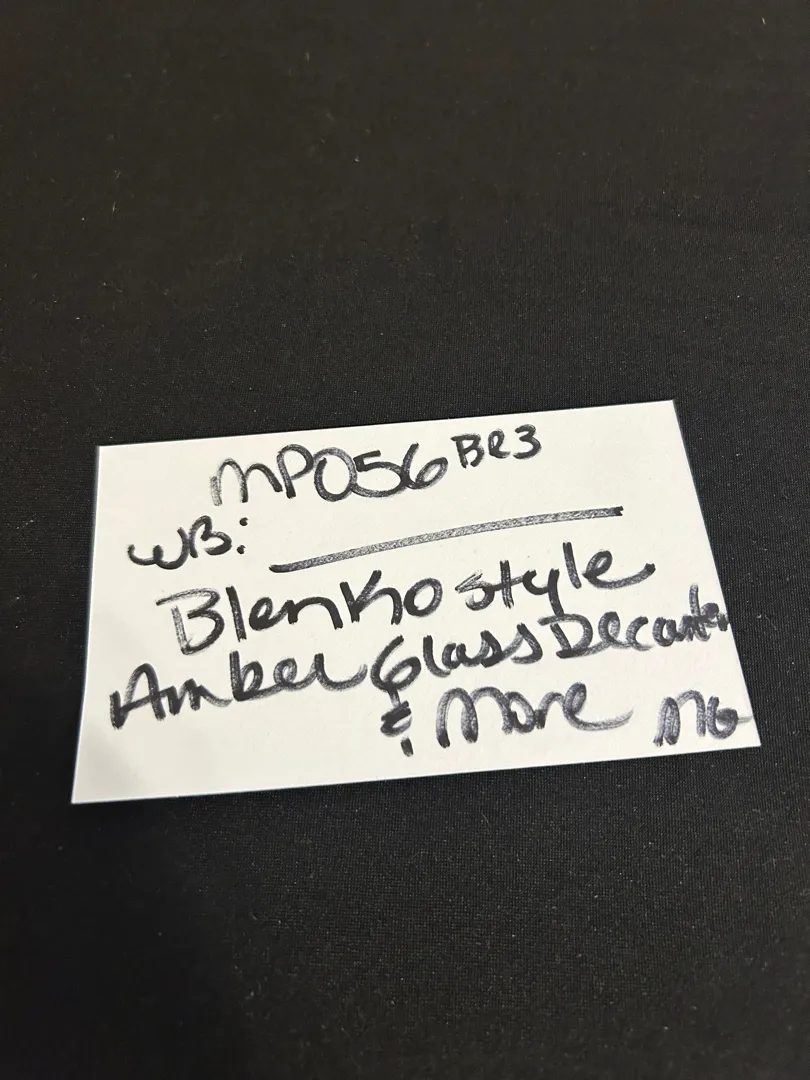 MP056 BR3
WB:
Blenko style
Amber Glass Decanter
& More MG